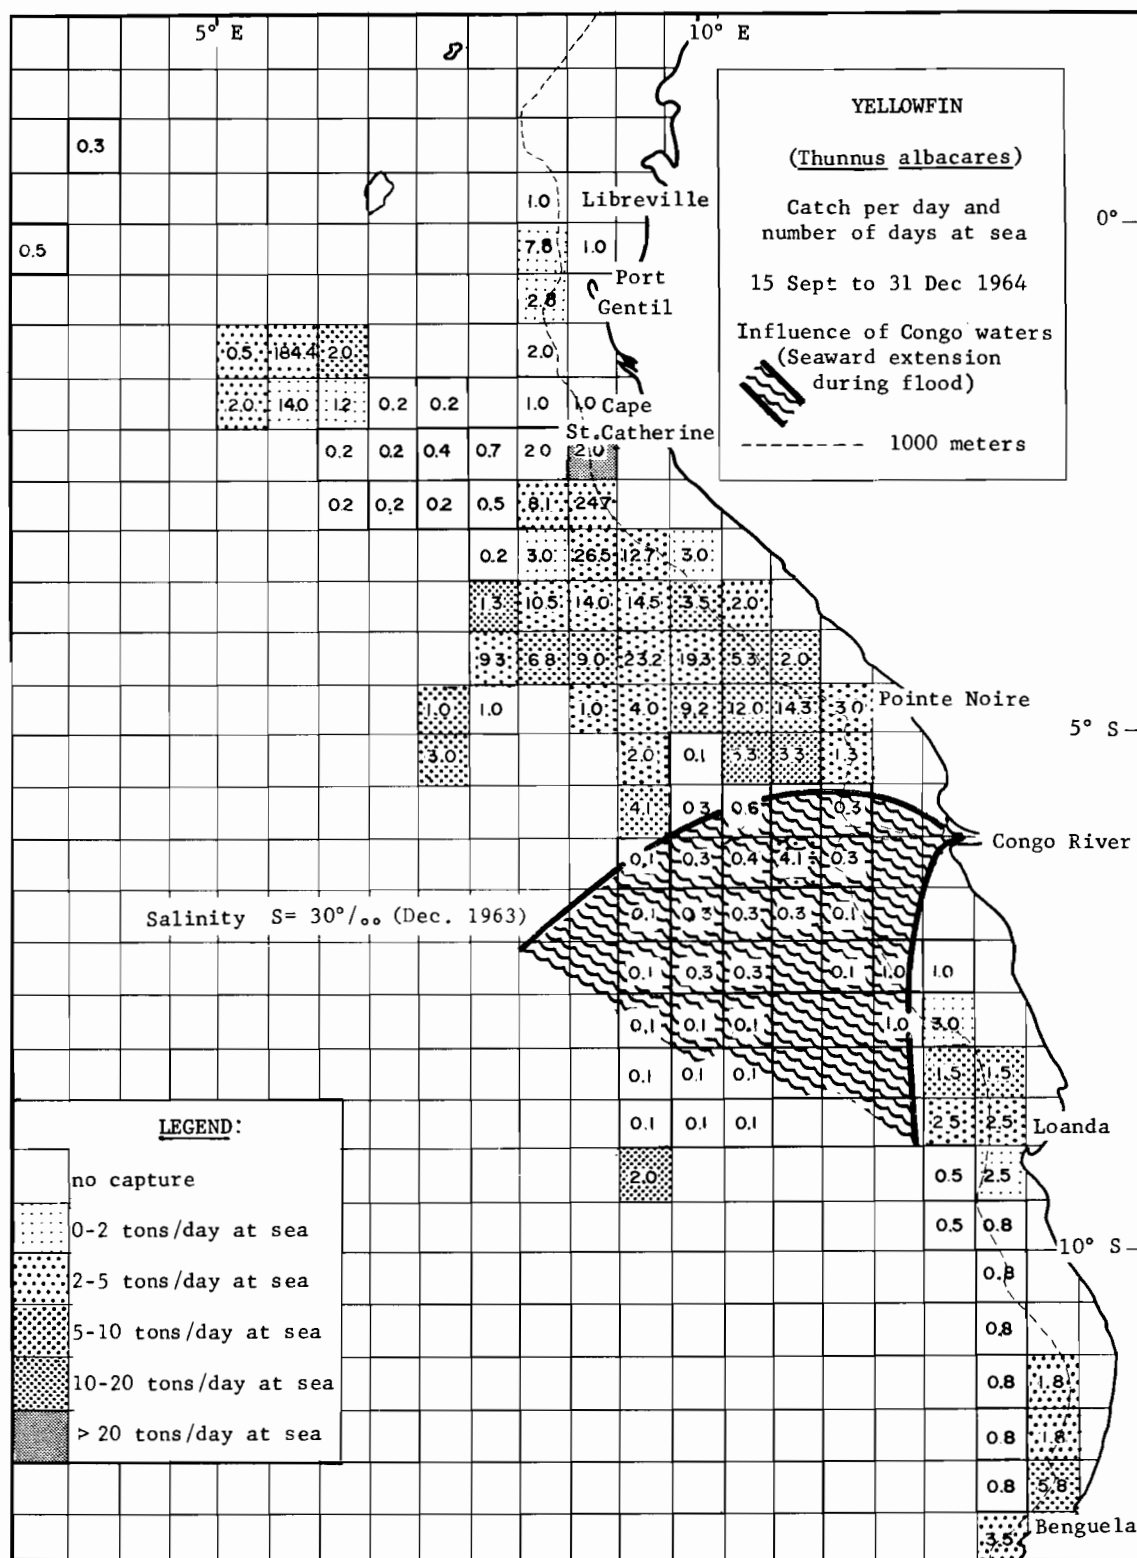 5° E 10° E
YELLOWFIN
(Thunnus albacares)
Catch per day and
number of days at sea
15 Sept to 31 Dec 1964
Influence of Congo waters
(Seaward extension
during flood)
1000 meters
0.3
1.0 Libreville
0°
0.5 7.8 1.0
Port
Gentil
2.8
0.5 184.4 2.0 2.0
2.0 14.0 1.2 0.2 0.2 1.0 1.0 Cape
St.Catherine
0.2 0.2 0.4 0.7 2.0 2.0
0.2 0.2 0.2 0.5 8.1 24.7
0.2 3.0 26.5 12.7 3.0
1.3 10.5 14.0 14.5 3.5 2.0
9.3 6.8 9.0 23.2 19.3 5.3 2.0
1.0 1.0 1.0 4.0 9.2 12.0 14.3 3.0 Pointe Noire
5° S
3.0 2.0 0.1 3.3 1.3
4.1 0.3 0.6 0.3
Congo River
0.1 0.3 0.4 4.1 0.3
Salinity S= 30°/oo (Dec. 1963)
0.1 0.3 0.3 0.3 0.1
0.1 0.3 0.3 0.1 1.0 1.0
0.1 0.1 0.1 1.0 3.0
0.1 0.1 0.1 1.5 1.5
0.1 0.1 0.1 2.5 2.5 Loanda
2.0 0.5 2.5
0.5 0.8
10° S
0.8
0.8
0.8 1.8
0.8 1.8
0.8 5.8
Benguela
3.5
LEGEND:
no capture
0-2 tons/day at sea
2-5 tons/day at sea
5-10 tons/day at sea
10-20 tons/day at sea
> 20 tons/day at sea